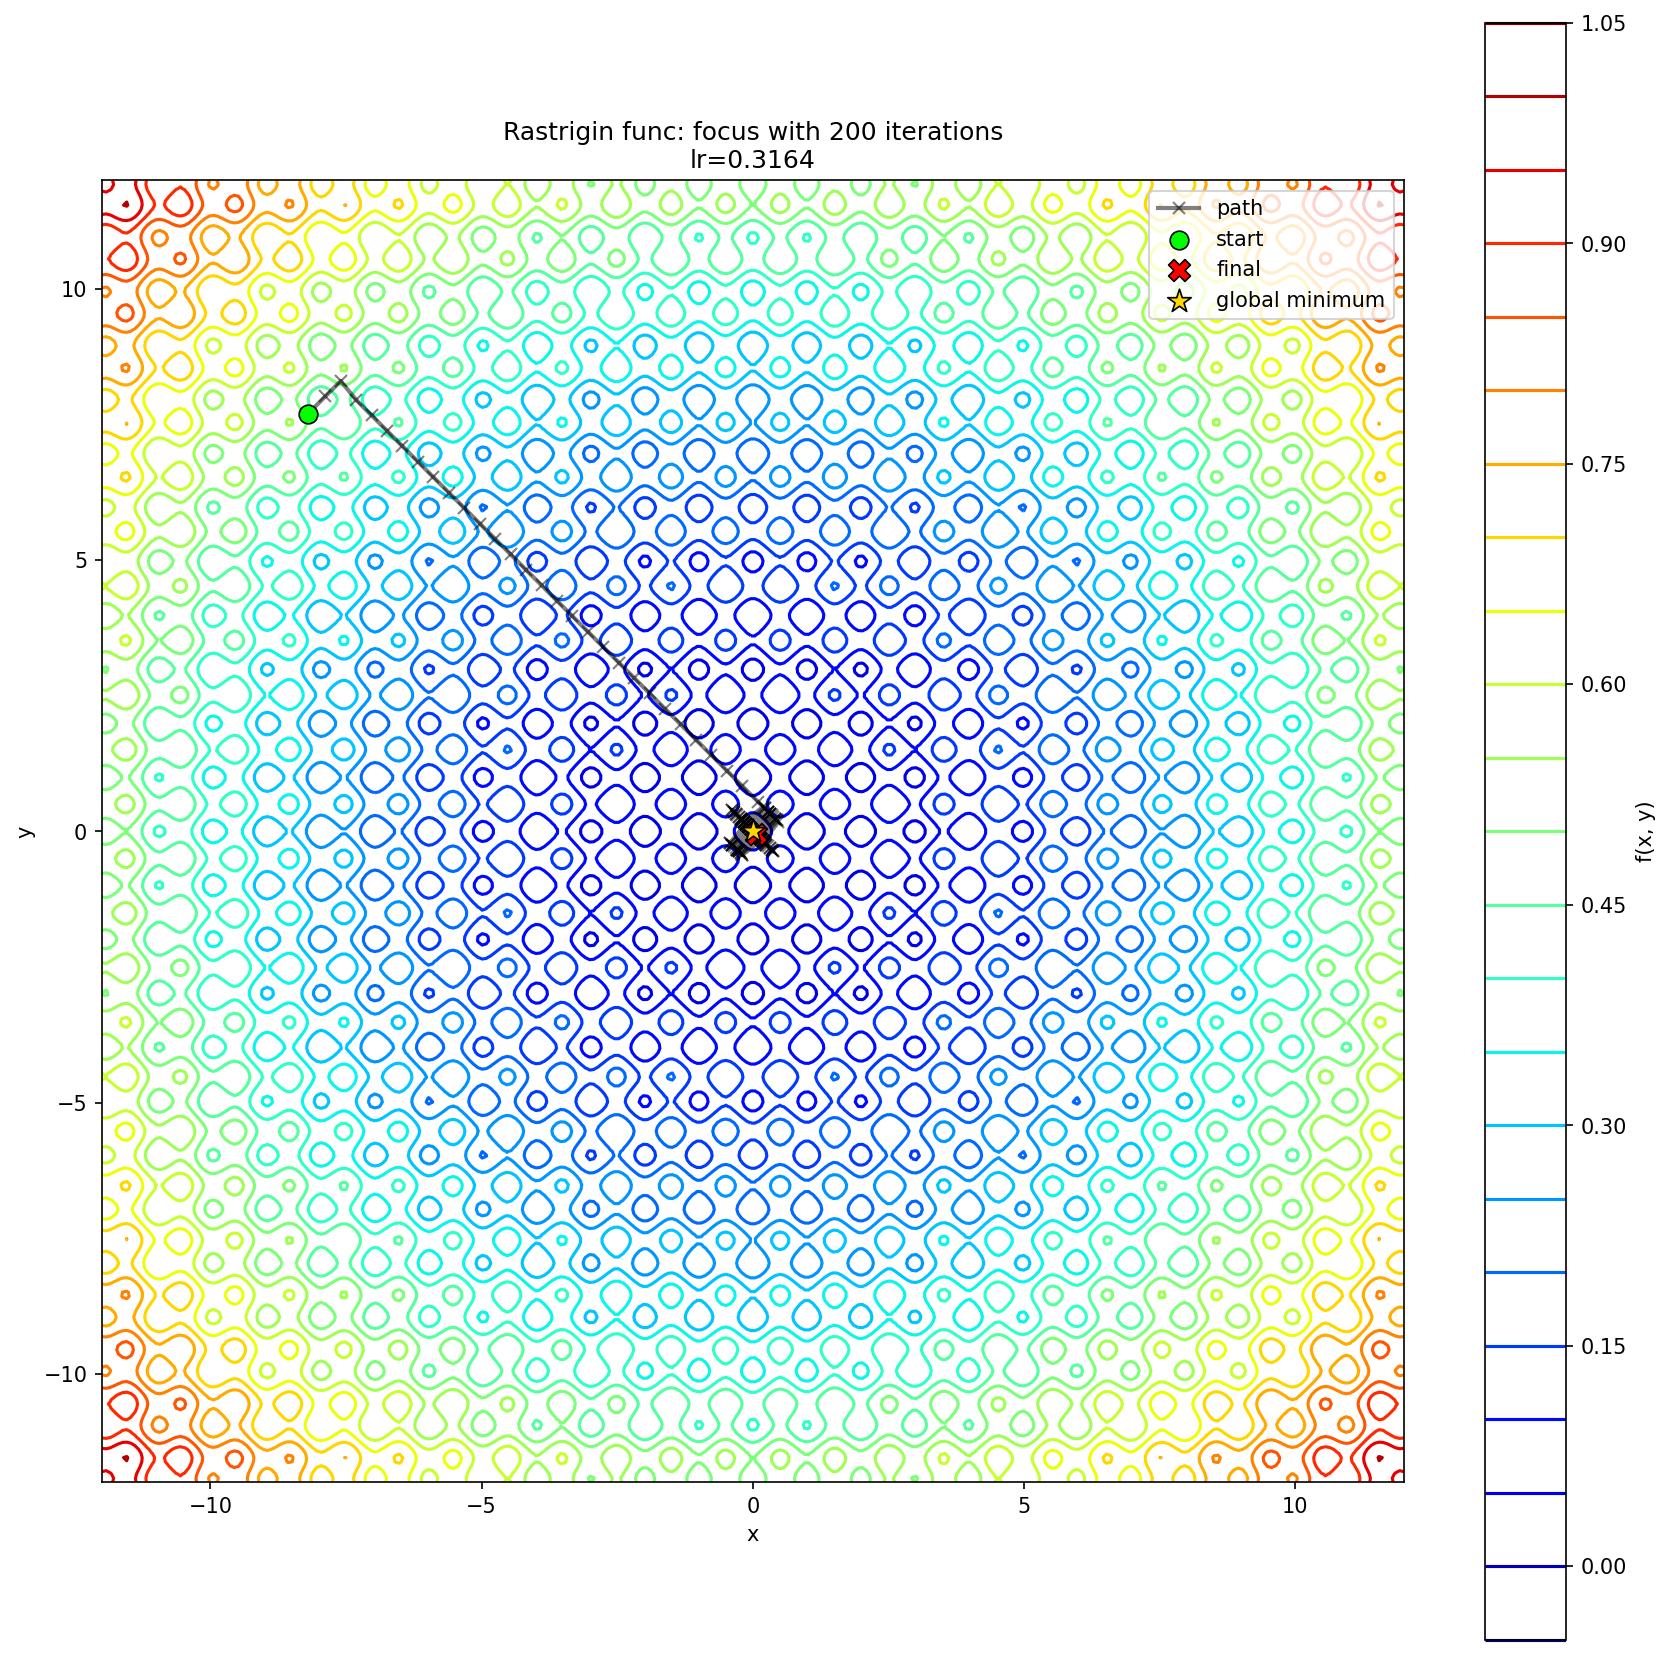 Rastrigin func: focus with 200 iterations
lr=0.3164
path
start
final
global minimum
10
5
0
−5
−10
y
−10
−5
0
5
10
x
1.05
0.90
0.75
0.60
0.45
0.30
0.15
0.00
f(x, y)